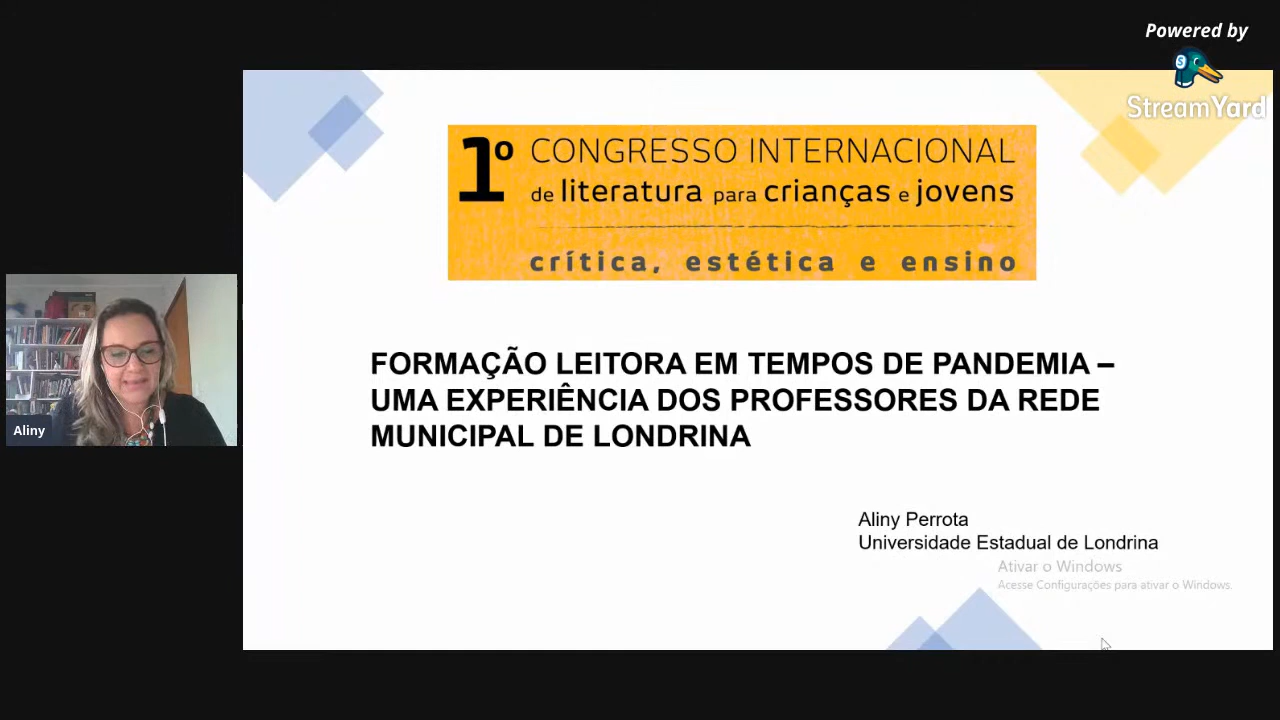 Powered by
StreamYard
1º CONGRESSO INTERNACIONAL
de literatura para crianças e jovens
crítica, estética e ensino
FORMAÇÃO LEITORA EM TEMPOS DE PANDEMIA –
UMA EXPERIÊNCIA DOS PROFESSORES DA REDE
MUNICIPAL DE LONDRINA
Aliny
Aliny Perrota
Universidade Estadual de Londrina
Ativar o Windows
Acesse Configurações para ativar o Windows.